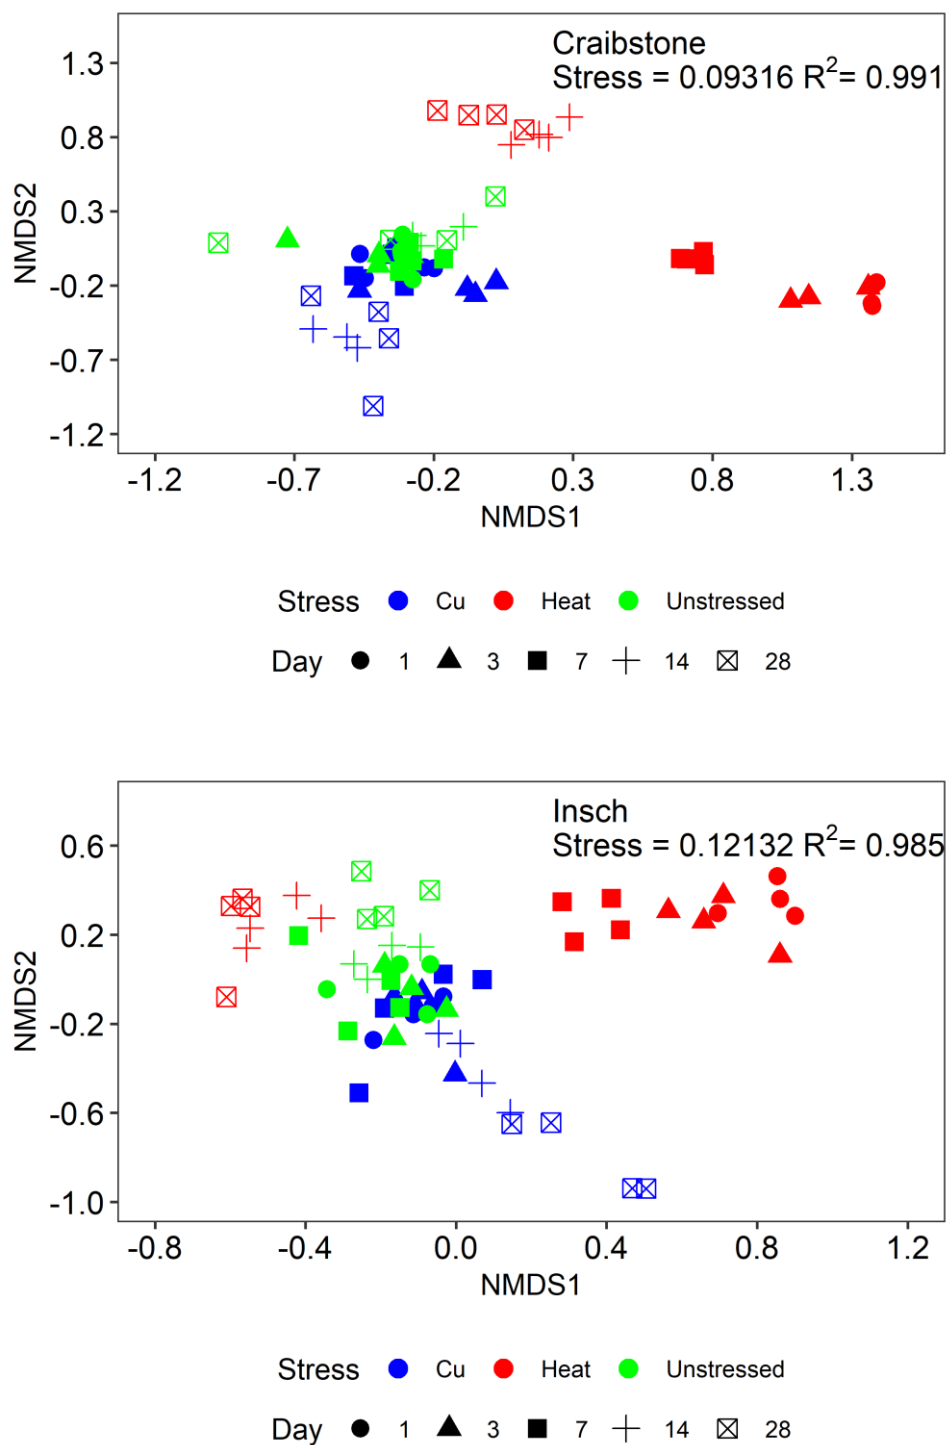 Craibstone
Stress = 0.09316 R²= 0.991
1.3
0.8
0.3
-0.2
-0.7
-1.2
NMDS2
-1.2 -0.7 -0.2 0.3 0.8 1.3
NMDS1
Stress Cu Heat Unstressed
Day 1 3 7 14 28
Insch
Stress = 0.12132 R²= 0.985
0.6
0.2
-0.2
-0.6
-1.0
NMDS2
-0.8 -0.4 0.0 0.4 0.8 1.2
NMDS1
Stress Cu Heat Unstressed
Day 1 3 7 14 28